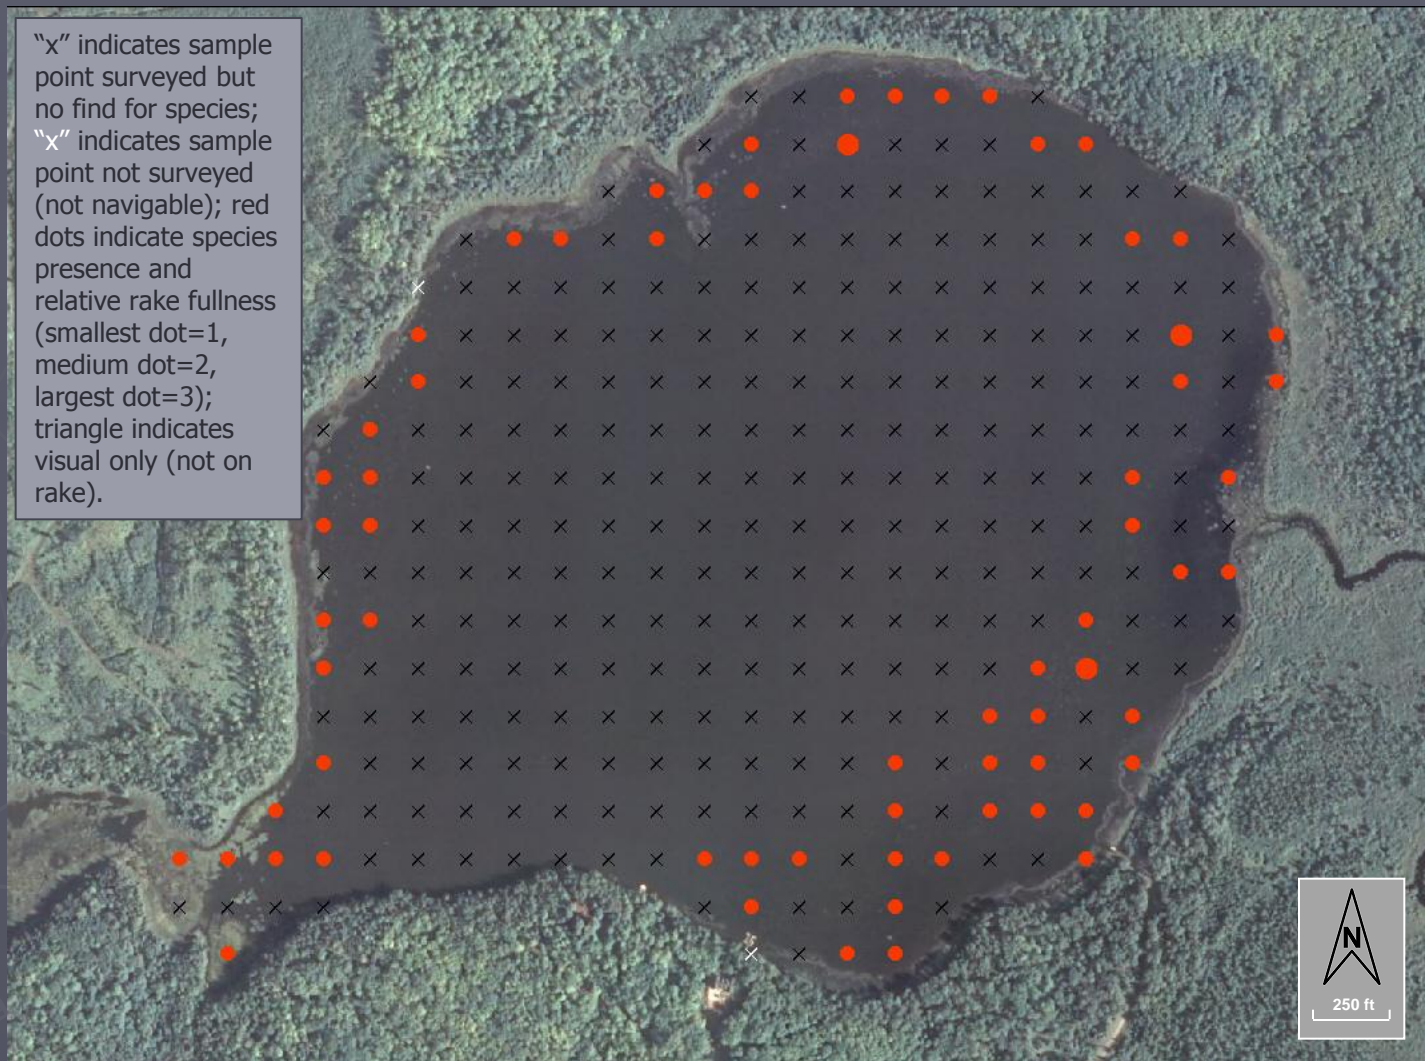 “x” indicates sample
point surveyed but
no find for species;
“x” indicates sample
point not surveyed
(not navigable); red
dots indicate species
presence and
relative rake fullness
(smallest dot=1,
medium dot=2,
largest dot=3);
triangle indicates
visual only (not on
rake).
N
250 ft